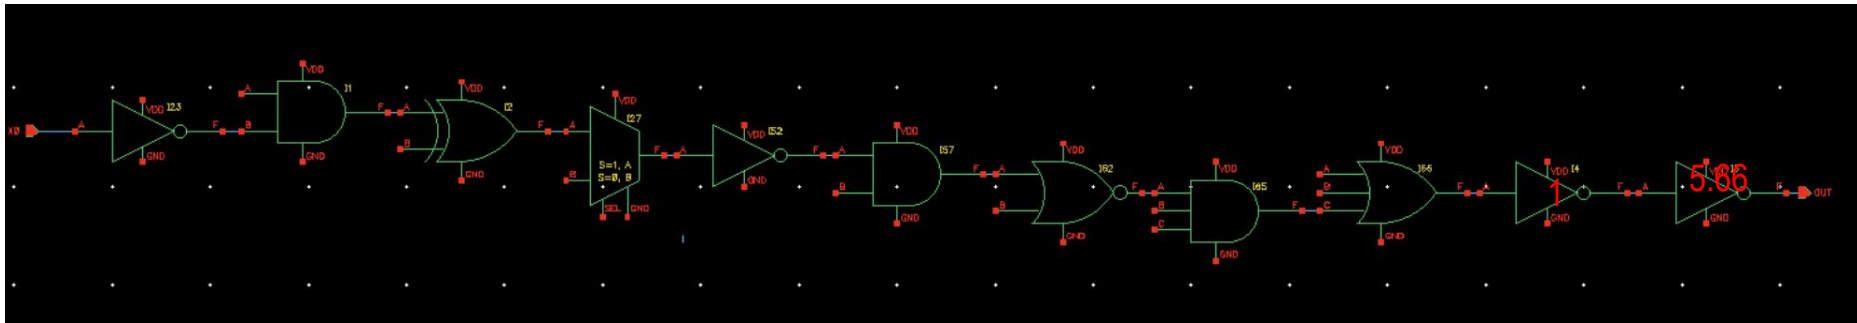 X0 A VDD I23 GND F B
A VDD I1 GND F A
B VDD I2 GND F A
B VDD I27 S=1, A
S=0, B
SEL GND F A
VDD I52 GND F A
B VDD I57 GND F A
B VDD I62 GND F A
B C VDD I65 GND F C
A B VDD I66 GND F A
VDD I4 1 GND F A
VDD 5.66 GND F OUT